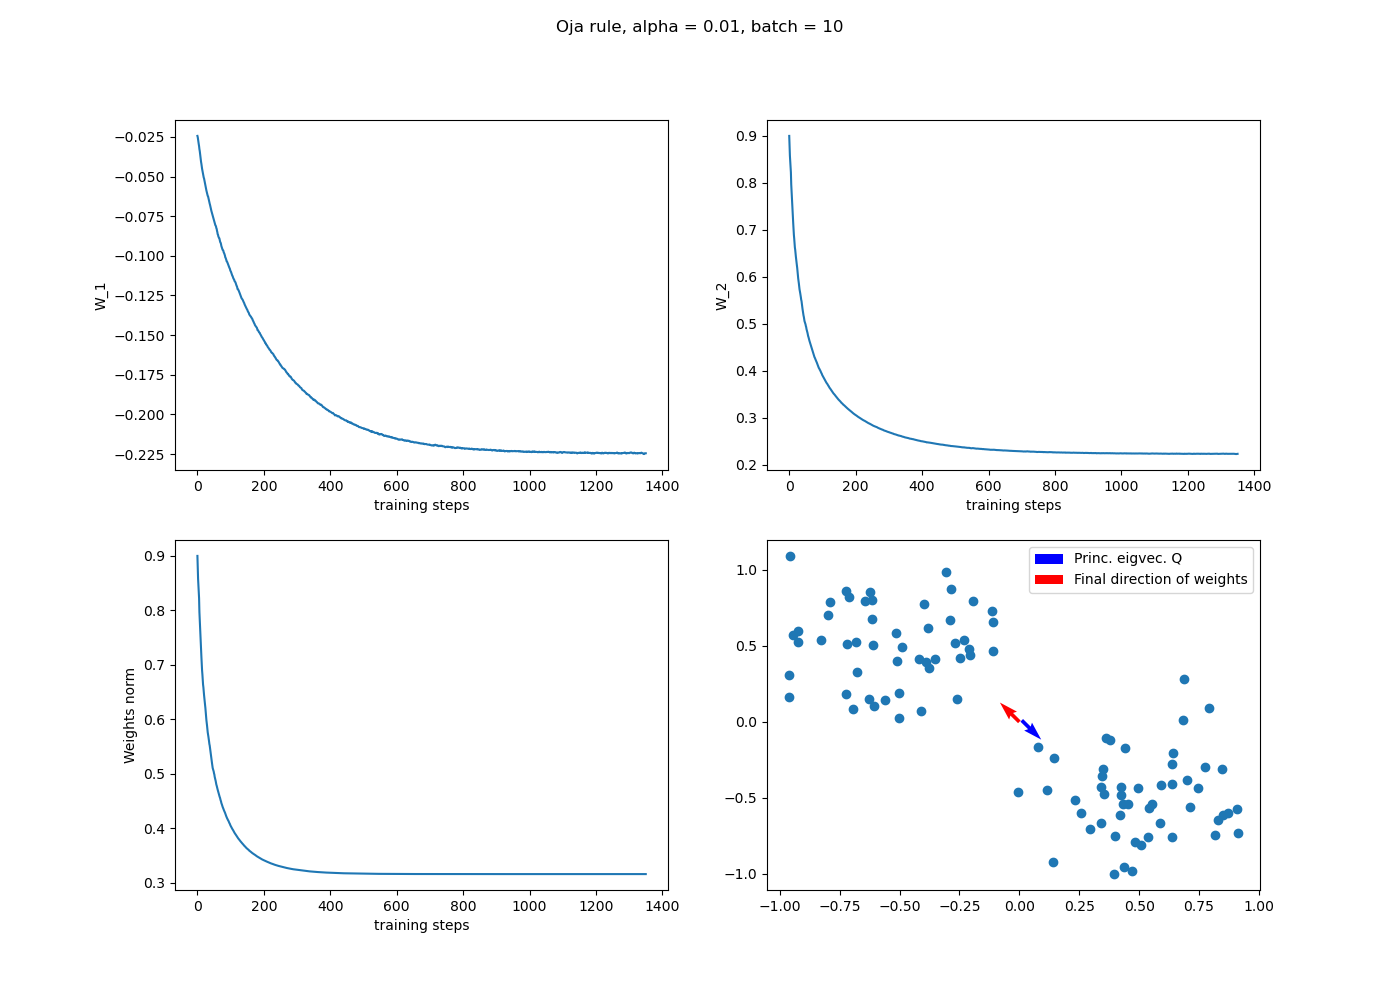 Oja rule, alpha = 0.01, batch = 10
−0.025
−0.050
−0.075
−0.100
−0.125
−0.150
−0.175
−0.200
−0.225
W_1
0 200 400 600 800 1000 1200 1400
training steps
0.9
0.8
0.7
0.6
0.5
0.4
0.3
0.2
W_2
0 200 400 600 800 1000 1200 1400
training steps
0.9
0.8
0.7
0.6
0.5
0.4
0.3
Weights norm
0 200 400 600 800 1000 1200 1400
training steps
Princ. eigvec. Q
Final direction of weights
1.0
0.5
0.0
−0.5
−1.0
−1.00 −0.75 −0.50 −0.25 0.00 0.25 0.50 0.75 1.00